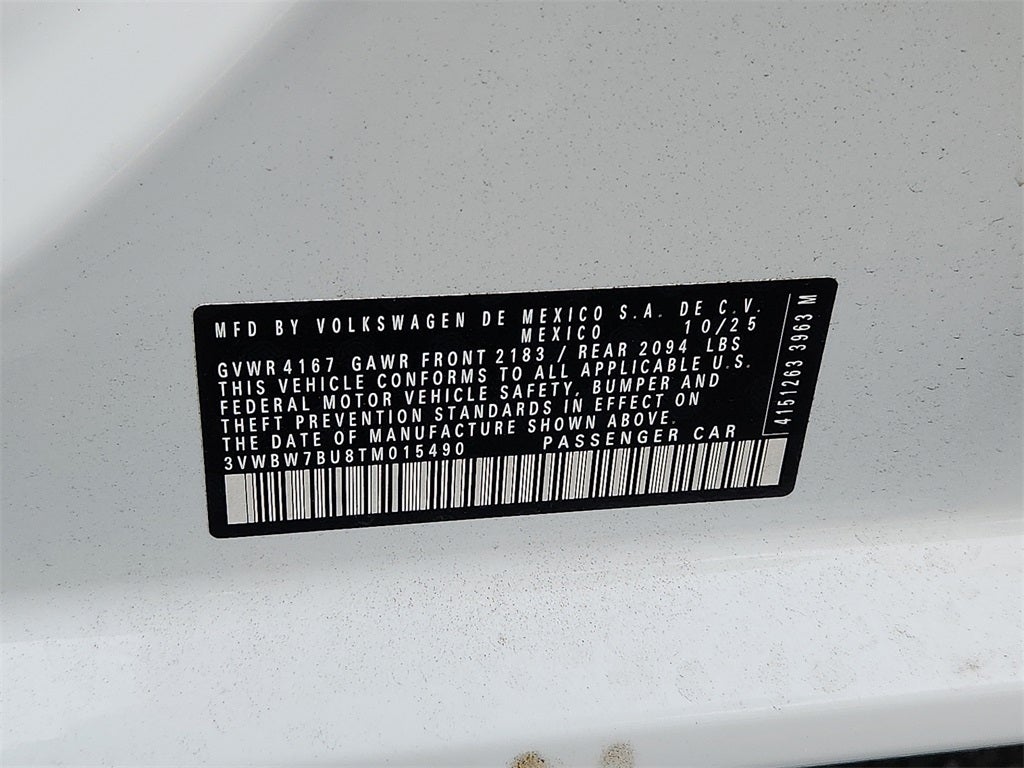 MFD BY VOLKSWAGEN DE MEXICO S.A. DE C.V.
MEXICO 10/25
GVWR 4167 GAWR FRONT 2183 / REAR 2094 LBS
THIS VEHICLE CONFORMS TO ALL APPLICABLE U.S.
FEDERAL MOTOR VEHICLE SAFETY, BUMPER AND
THEFT PREVENTION STANDARDS IN EFFECT ON
THE DATE OF MANUFACTURE SHOWN ABOVE.
3VWBW7BU8TM015490 PASSENGER CAR
4151263 3963 M